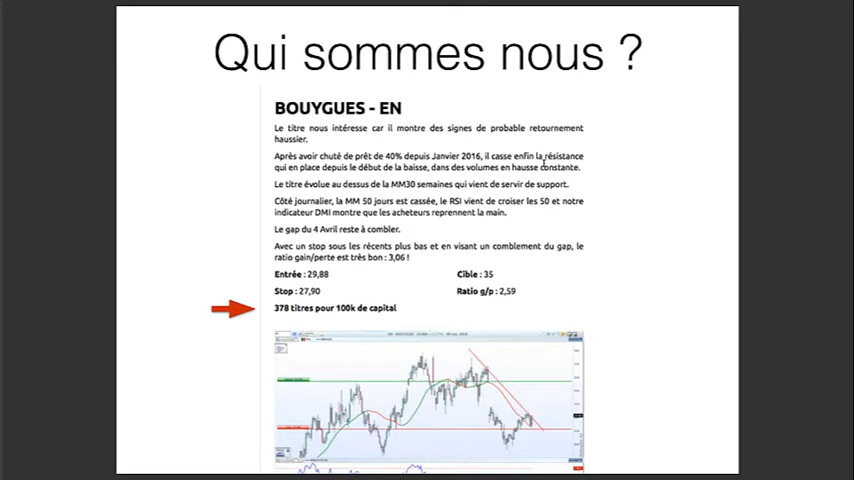 Qui sommes nous ?
BOUYGUES - EN
Le titre nous intéresse car il montre des signes de probable retournement
haussier.
Après avoir chuté de prêt de 40% depuis Janvier 2016, il casse enfin la résistance
qui en place depuis le début de la baisse, dans des volumes en hausse constante.
Le titre évolue au dessus de la MM30 semaines qui vient de servir de support.
Côté journalier, la MM 50 jours est cassée, le RSI vient de croiser les 50 et notre
indicateur DMI montre que les acheteurs reprennent la main.
Le gap du 4 Avril reste à combler.
Avec un stop sous les récents plus bas et en visant un comblement du gap, le
ratio gain/perte est très bon : 3,06 !
Entrée : 29,88
Cible : 35
Stop : 27,90
Ratio g/p : 2,59
378 titres pour 100k de capital